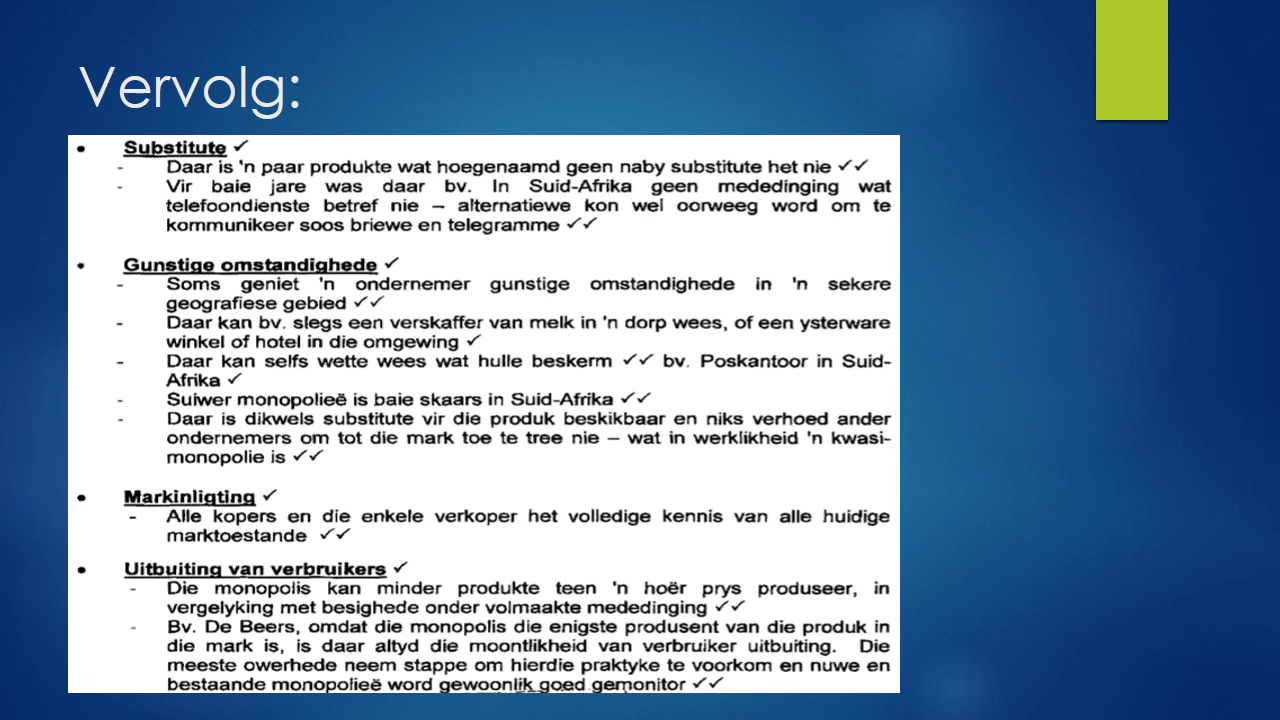 Vervolg:
• Substitute ✓
- Daar is 'n paar produkte wat hoegenaamd geen naby substitute het nie ✓✓
- Vir baie jare was daar bv. In Suid-Afrika geen mededinging wat
telefoondienste betref nie – alternatiewe kon wel oorweeg word om te
kommunikeer soos briewe en telegramme ✓✓
• Gunstige omstandighede ✓
- Soms geniet 'n ondernemer gunstige omstandighede in 'n sekere
geografiese gebied ✓✓
- Daar kan bv. slegs een verskaffer van melk in 'n dorp wees, of een ysterware
winkel of hotel in die omgewing ✓
- Daar kan selfs wette wees wat hulle beskerm ✓✓ bv. Poskantoor in Suid-
Afrika ✓
- Suiwer monopolieë is baie skaars in Suid-Afrika ✓✓
- Daar is dikwels substitute vir die produk beskikbaar en niks verhoed ander
ondernemers om tot die mark toe te tree nie – wat in werklikheid 'n kwasi-
monopolie is ✓✓
• Markinligting ✓
- Alle kopers en die enkele verkoper het volledige kennis van alle huidige
marktoestande ✓✓
• Uitbuiting van verbruikers ✓
- Die monopolis kan minder produkte teen 'n hoër prys produseer, in
vergelyking met besighede onder volmaakte mededinging ✓✓
- Bv. De Beers, omdat die monopolis die enigste produsent van die produk in
die mark is, is daar altyd die moontlikheid van verbruiker uitbuiting. Die
meeste owerhede neem stappe om hierdie praktyke te voorkom en nuwe en
bestaande monopolieë word gewoonlik goed gemonitor ✓✓